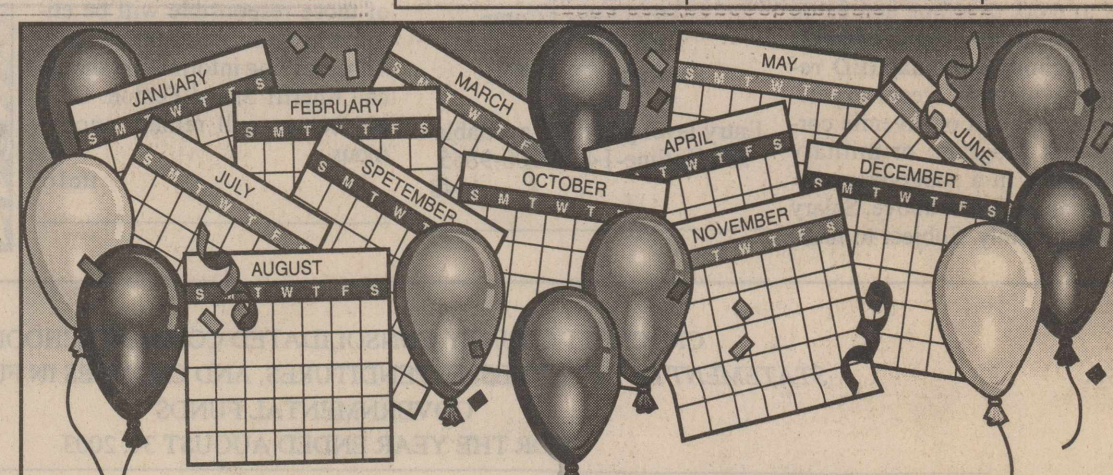 JANUARY
S M T W T F S
FEBRUARY
S M T W T F S
MARCH
S M T W T
MAY
S M T W T F S
APRIL
W T F S
JUNE
S
JULY
S M T W T F S
SPETEMBER
S M T W
OCTOBER
S M T W T
DECEMBER
S M T W T F S
NOVEMBER
T W T F S
AUGUST
S M T W T F S